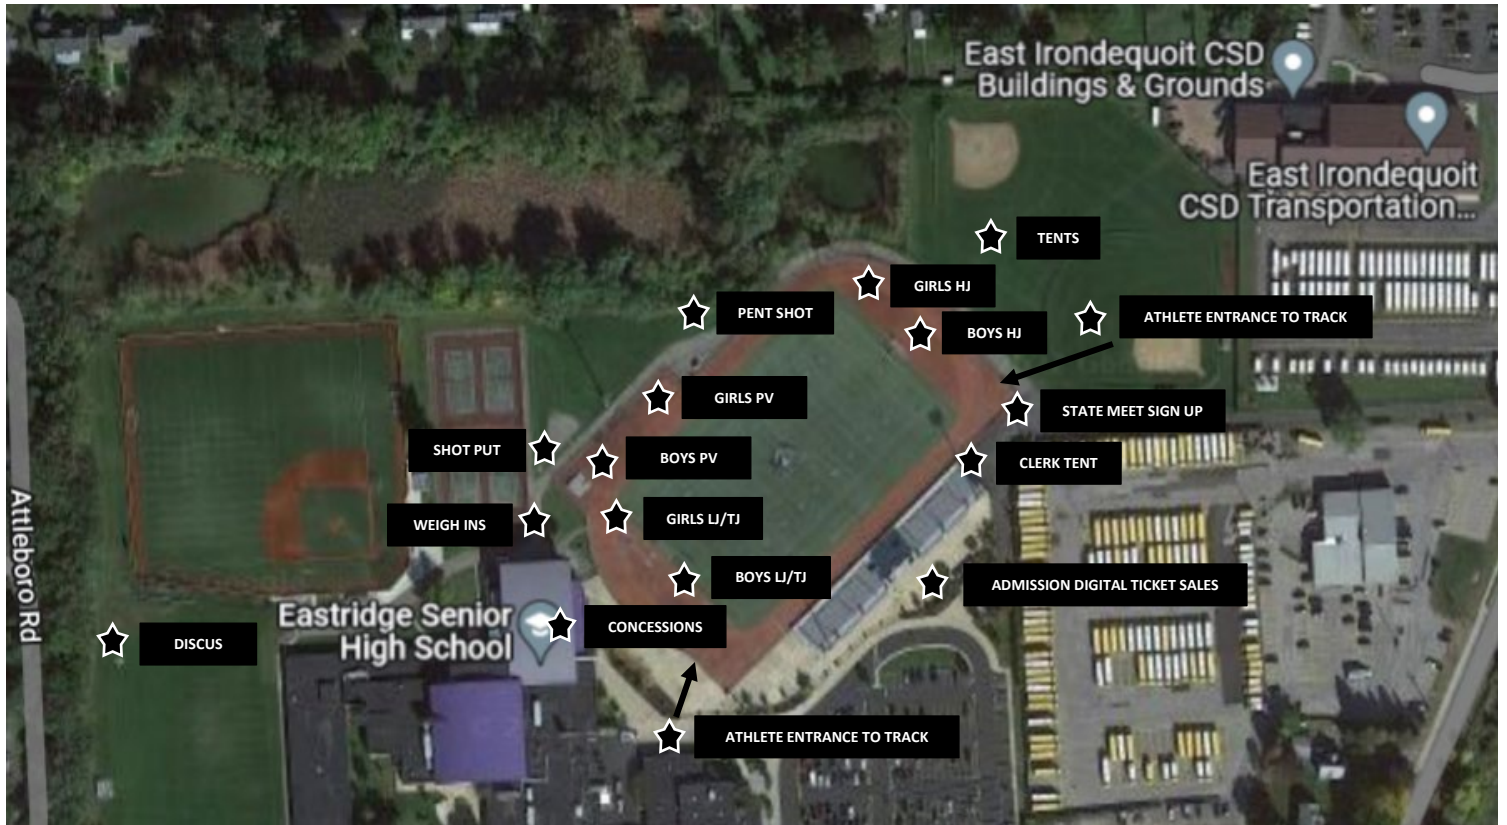 East Irondequoit CSD
Buildings & Grounds
East Irondequoit
CSD Transportation...
TENTS
GIRLS HJ
PENT SHOT
ATHLETE ENTRANCE TO TRACK
BOYS HJ
GIRLS PV
STATE MEET SIGN UP
SHOT PUT
BOYS PV
CLERK TENT
WEIGH INS
GIRLS LJ/TJ
Attleboro Rd
BOYS LJ/TJ
ADMISSION DIGITAL TICKET SALES
Eastridge Senior
High School
CONCESSIONS
DISCUS
ATHLETE ENTRANCE TO TRACK